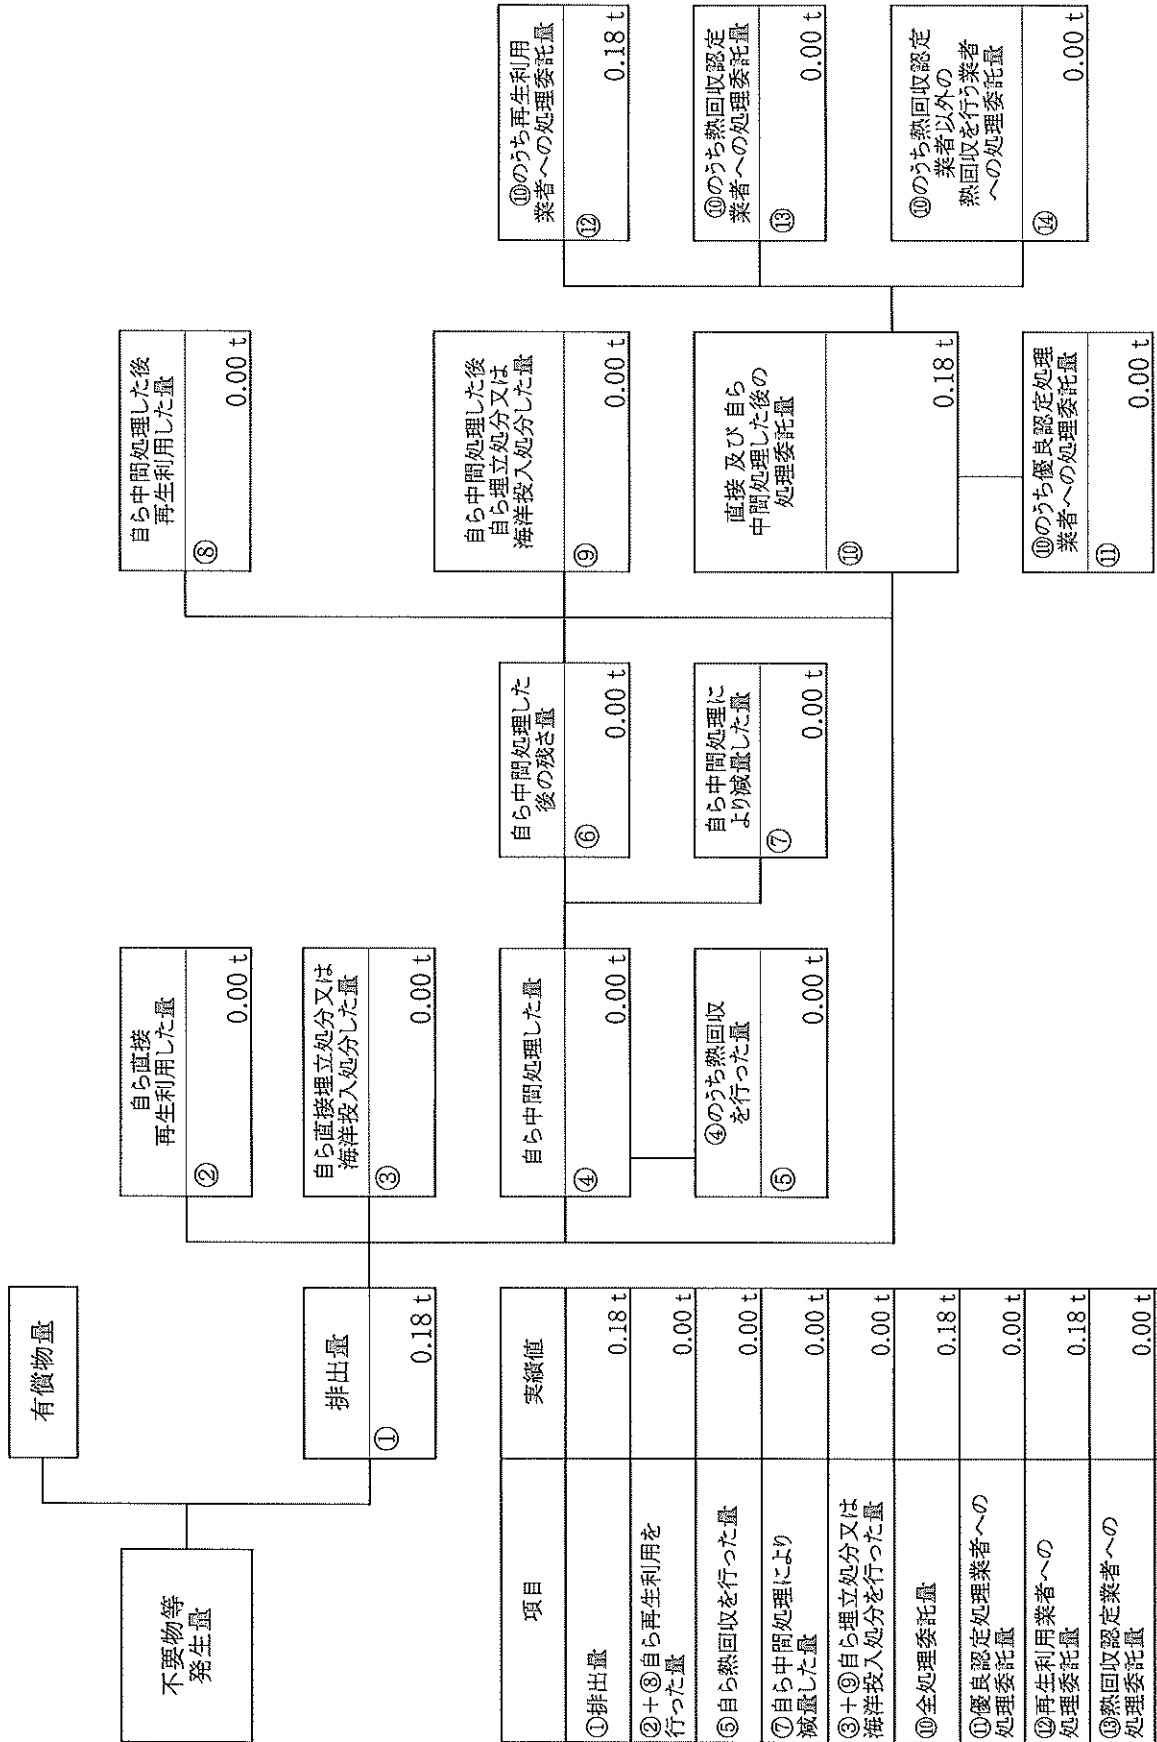 不要物等
発生量
有償物量
排出量
①
0.18 t
自ら直接
再生利用した量
②
0.00 t
自ら直接埋立処分又は
海洋投入処分した量
③
0.00 t
自ら中間処理した量
④
0.00 t
④のうち熱回収
を行った量
⑤
0.00 t
自ら中間処理した
後の残さ量
⑥
0.00 t
自ら中間処理に
より減量した量
⑦
0.00 t
自ら中間処理した後
再生利用した量
⑧
0.00 t
自ら中間処理した後
自ら埋立処分又は
海洋投入処分した量
⑨
0.00 t
直接 及び 自ら
中間処理した後の
処理委託量
⑩
0.18 t
⑩のうち優良認定処理
業者への処理委託量
⑪
0.00 t
⑩のうち再生利用
業者への処理委託量
⑫
0.18 t
⑩のうち熱回収認定
業者への処理委託量
⑬
0.00 t
⑩のうち熱回収認定
業者以外の
熱回収を行う業者
への処理委託量
⑭
0.00 t
項目 実績値
①排出量 0.18 t
②+⑧自ら再生利用を
行った量 0.00 t
⑤自ら熱回収を行った量 0.00 t
⑦自ら中間処理により
減量した量 0.00 t
③+⑨自ら埋立処分又は
海洋投入処分を行った量 0.00 t
⑩全処理委託量 0.18 t
⑪優良認定処理業者への
処理委託量 0.00 t
⑫再生利用業者への
処理委託量 0.18 t
⑬熱回収認定業者への
処理委託量 0.00 t